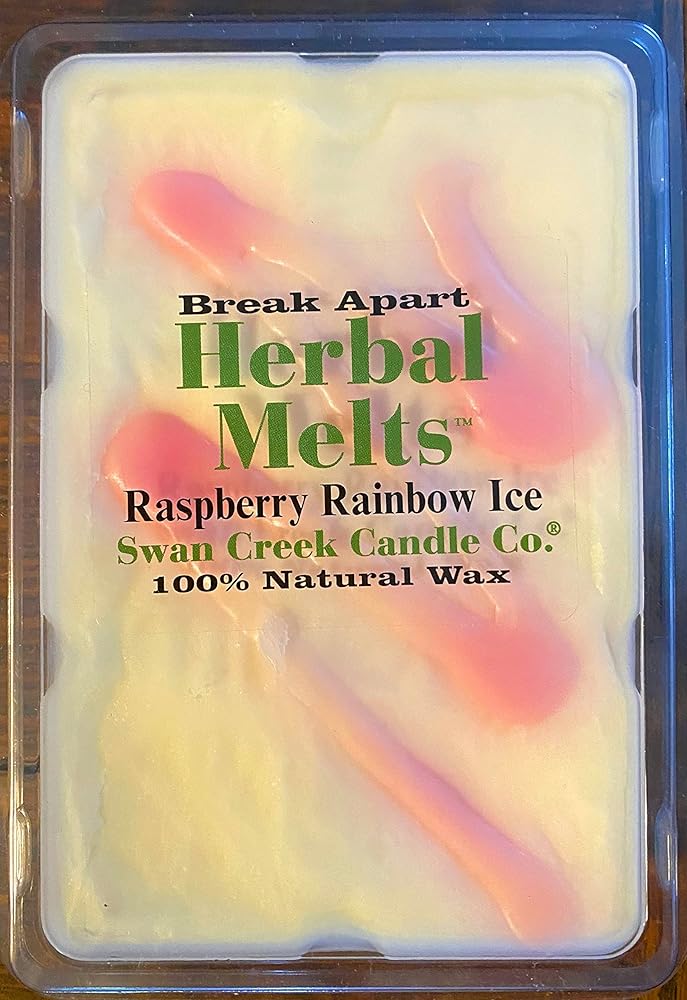 Break Apart
Herbal
Melts™
Raspberry Rainbow Ice
Swan Creek Candle Co.®
100% Natural Wax